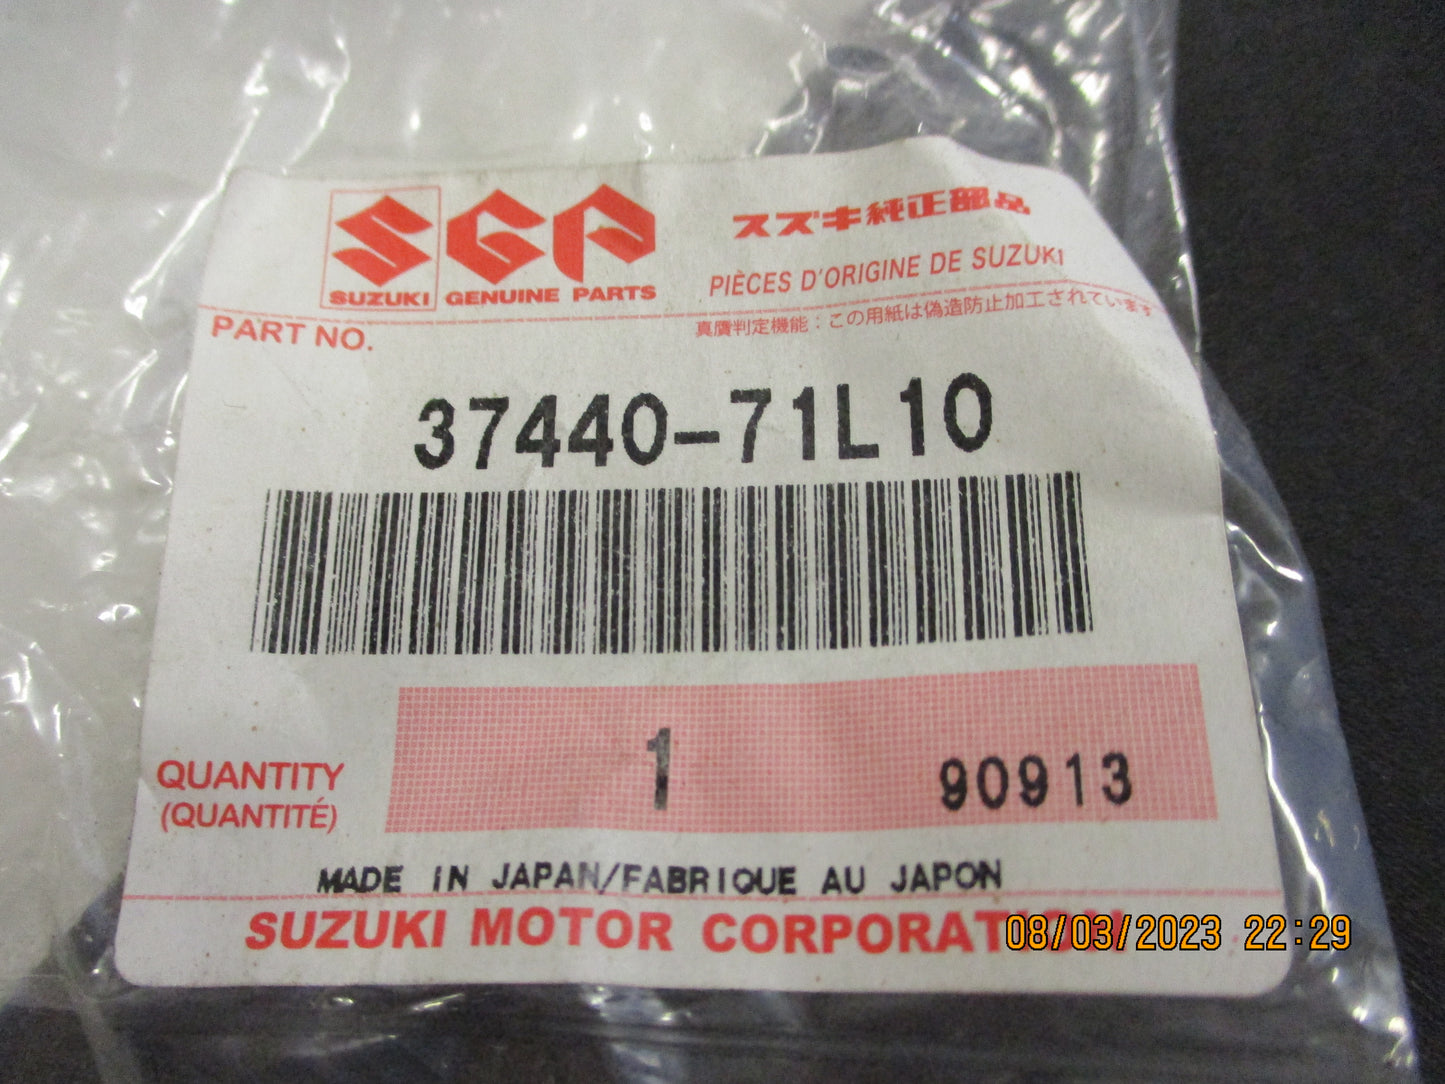 SUZUKI GENUINE PARTS
スズキ純正部品
PIÈCES D'ORIGINE DE SUZUKI
PART NO.
真贋判定機能：この用紙は偽造防止加工されています
37440-71L10
QUANTITY
(QUANTITÉ)
1
90913
MADE IN JAPAN/FABRIQUE AU JAPON
SUZUKI MOTOR CORPORATION
08/03/2023 22:29